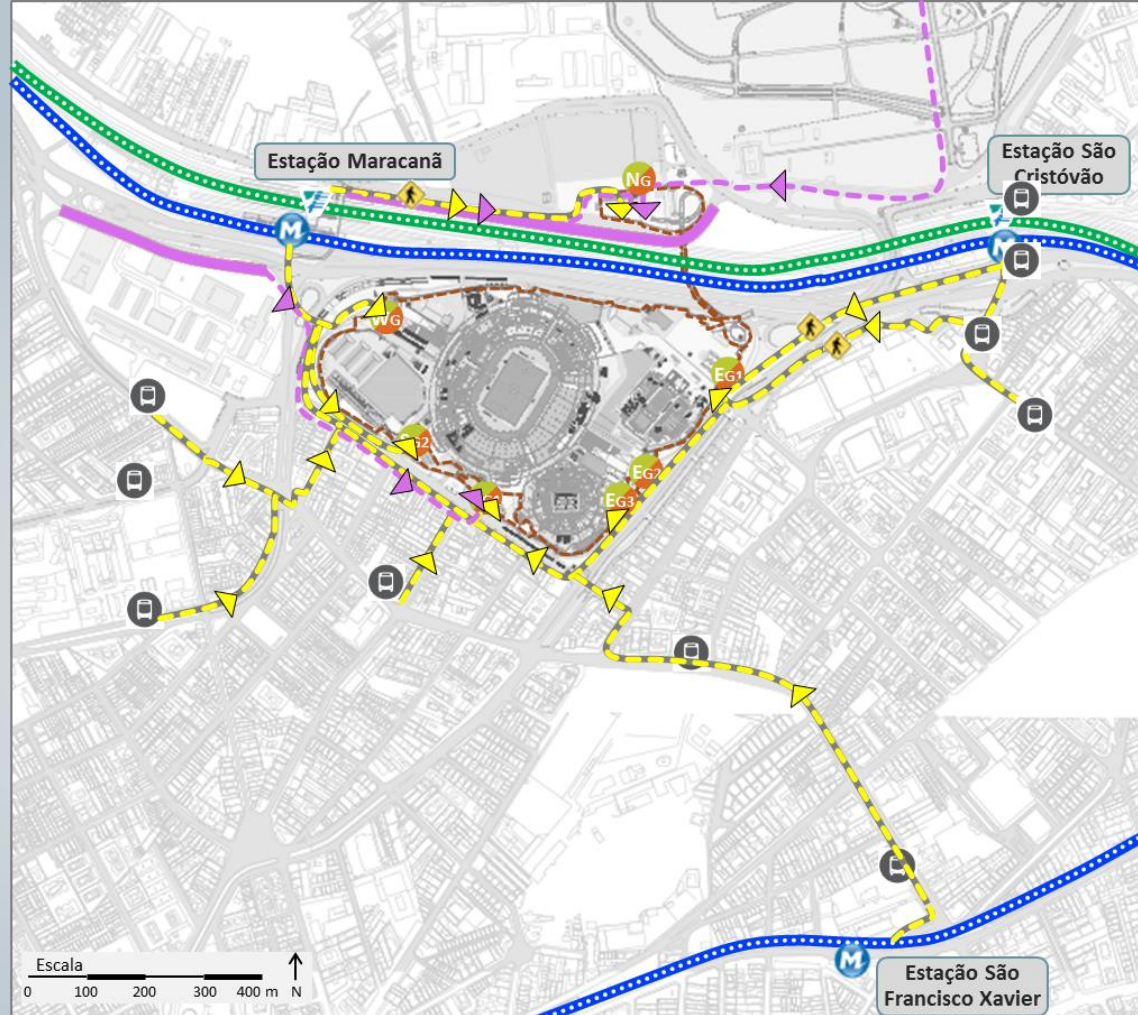 Estação Maracanã
Estação São
Cristóvão
M
NG
M
WG
EG1
EG2
EG3
M
Estação São
Francisco Xavier
Escala
0 100 200 300 400 m N